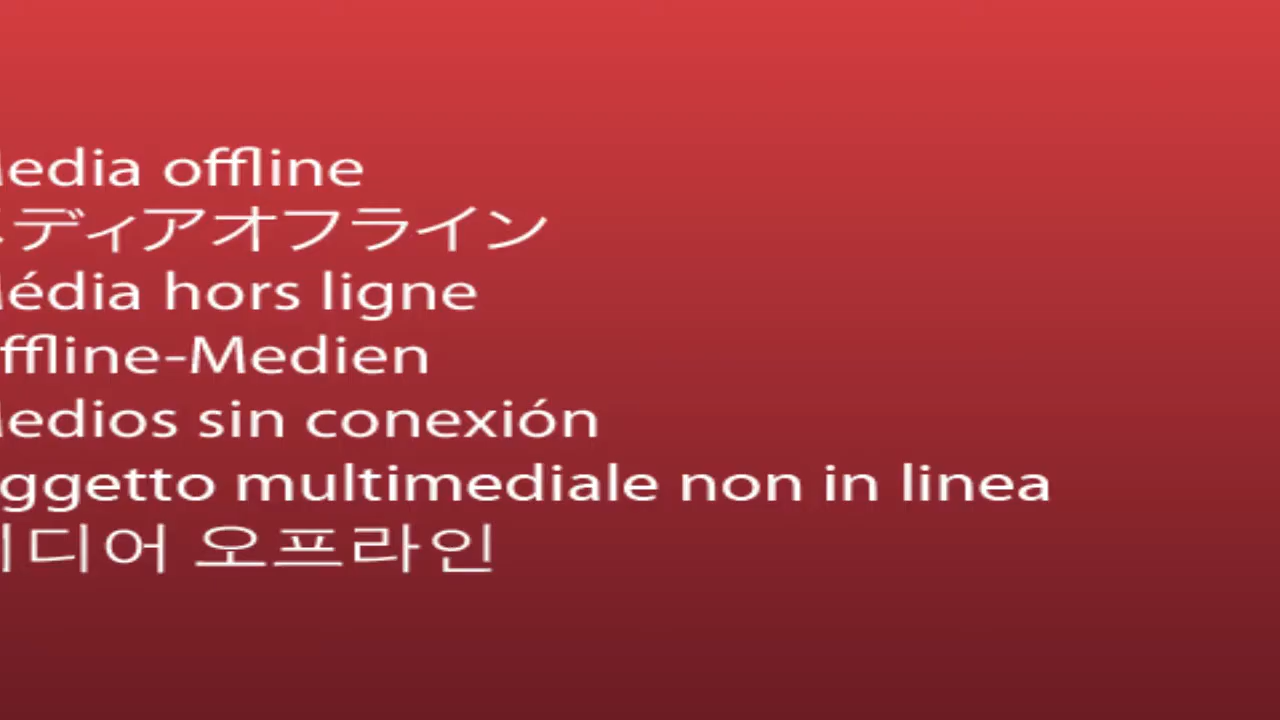 edia offline
ディアオフライン
édia hors ligne
ffline-Medien
edios sin conexión
ggetto multimediale non in linea
디어 오프라인